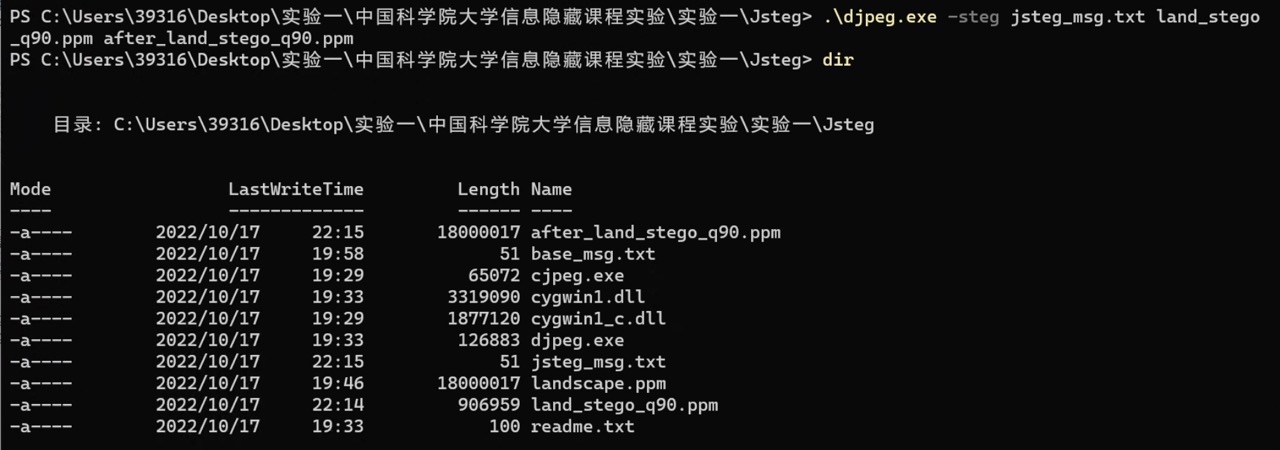 PS C:\Users\39316\Desktop\实验一\中国科学院大学信息隐藏课程实验\实验一\Jsteg> .\djpeg.exe -steg jsteg_msg.txt land_stego
_q90.ppm after_land_stego_q90.ppm
PS C:\Users\39316\Desktop\实验一\中国科学院大学信息隐藏课程实验\实验一\Jsteg> dir
目录: C:\Users\39316\Desktop\实验一\中国科学院大学信息隐藏课程实验\实验一\Jsteg
Mode LastWriteTime Length Name
---- ------------- ------ ----
-a---- 2022/10/17 22:15 18000017 after_land_stego_q90.ppm
-a---- 2022/10/17 19:58 51 base_msg.txt
-a---- 2022/10/17 19:29 65072 cjpeg.exe
-a---- 2022/10/17 19:33 3319090 cygwin1.dll
-a---- 2022/10/17 19:29 1877120 cygwin1_c.dll
-a---- 2022/10/17 19:33 126883 djpeg.exe
-a---- 2022/10/17 22:15 51 jsteg_msg.txt
-a---- 2022/10/17 19:46 18000017 landscape.ppm
-a---- 2022/10/17 22:14 906959 land_stego_q90.ppm
-a---- 2022/10/17 19:33 100 readme.txt